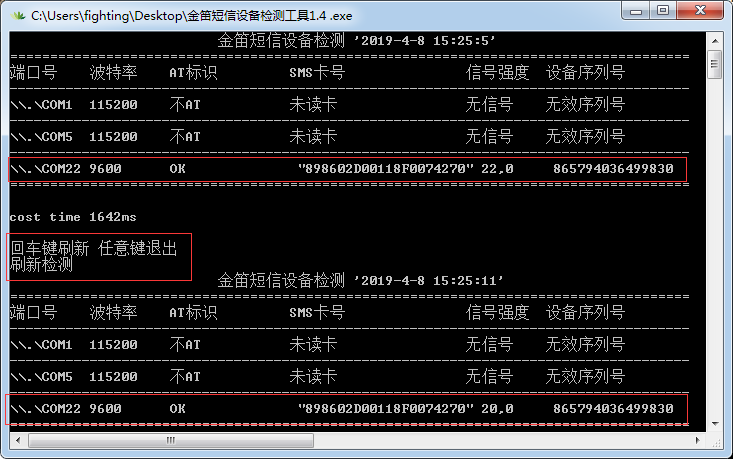 C:\Users\fighting\Desktop\金笛短信设备检测工具1.4 .exe
金笛短信设备检测 '2019-4-8 15:25:5'
端口号 波特率 AT标识 SMS卡号 信号强度 设备序列号
\\.\COM1 115200 不AT 未读卡 无信号 无效序列号
\\.\COM5 115200 不AT 未读卡 无信号 无效序列号
\\.\COM22 9600 OK "898602D00118F0074270" 22,0 865794036499830
cost time 1642ms
回车键刷新 任意键退出
刷新检测
金笛短信设备检测 '2019-4-8 15:25:11'
端口号 波特率 AT标识 SMS卡号 信号强度 设备序列号
\\.\COM1 115200 不AT 未读卡 无信号 无效序列号
\\.\COM5 115200 不AT 未读卡 无信号 无效序列号
\\.\COM22 9600 OK "898602D00118F0074270" 20,0 865794036499830